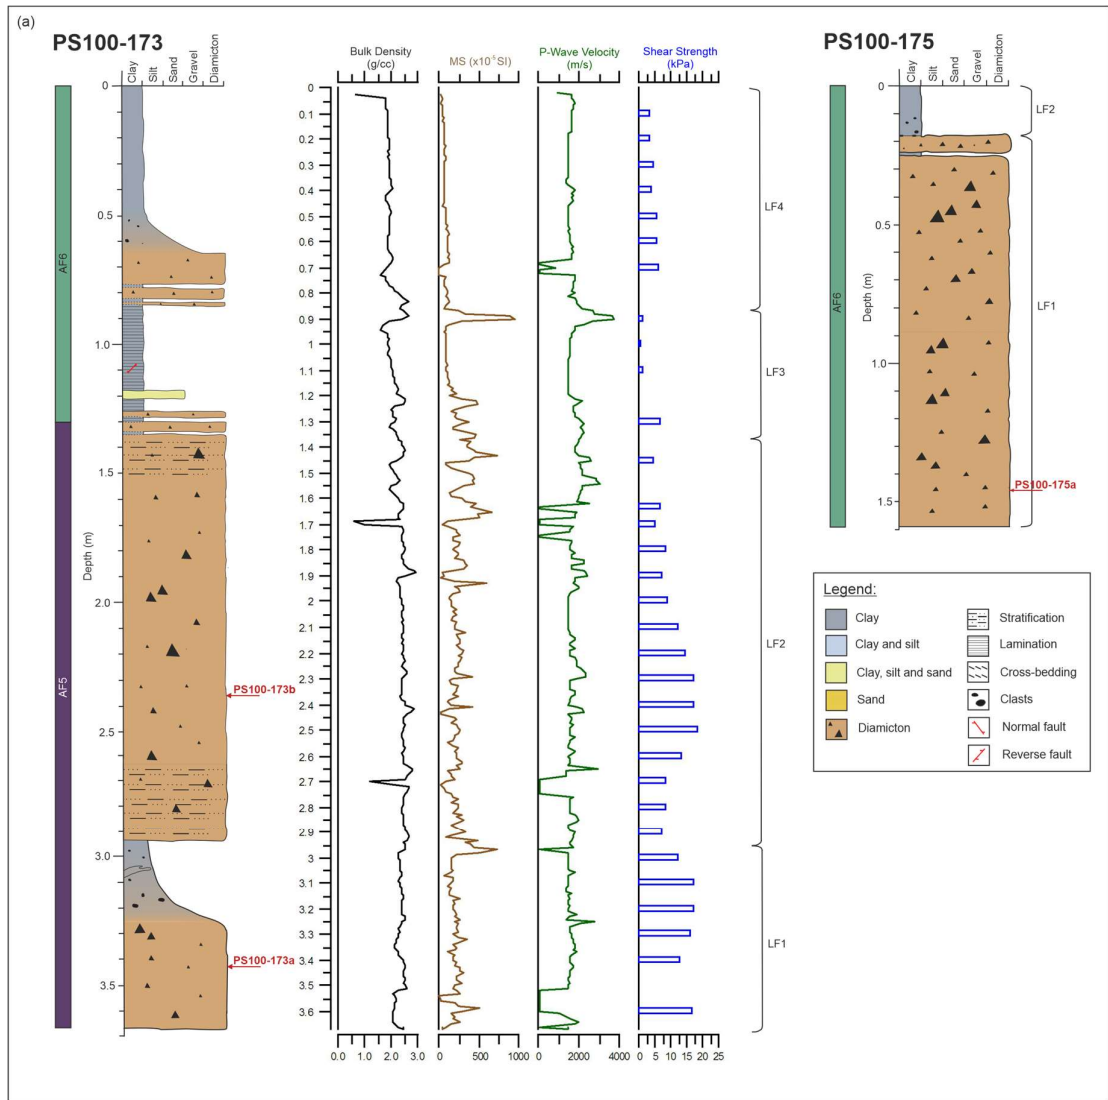 (a)
PS100-173
Clay
Silt
Sand
Gravel
Diamicton
0
0.5
1.0
1.5
2.0
2.5
3.0
3.5
Depth (m)
AF6
AF5
PS100-173b
PS100-173a
Bulk Density
(g/cc)
MS (x10⁻⁵SI)
P-Wave Velocity
(m/s)
Shear Strength
(kPa)
0
0.1
0.2
0.3
0.4
0.5
0.6
0.7
0.8
0.9
1
1.1
1.2
1.3
1.4
1.5
1.6
1.7
1.8
1.9
2
2.1
2.2
2.3
2.4
2.5
2.6
2.7
2.8
2.9
3
3.1
3.2
3.3
3.4
3.5
3.6
0.0 1.0 2.0 3.0
0 500 1000
0 2000 4000
0 5 10 15 20 25
LF4
LF3
LF2
LF1
PS100-175
Clay
Silt
Sand
Gravel
Diamicton
0
0.5
1.0
1.5
Depth (m)
AF6
LF2
LF1
PS100-175a
Legend:
Clay
Clay and silt
Clay, silt and sand
Sand
Diamicton
Stratification
Lamination
Cross-bedding
Clasts
Normal fault
Reverse fault